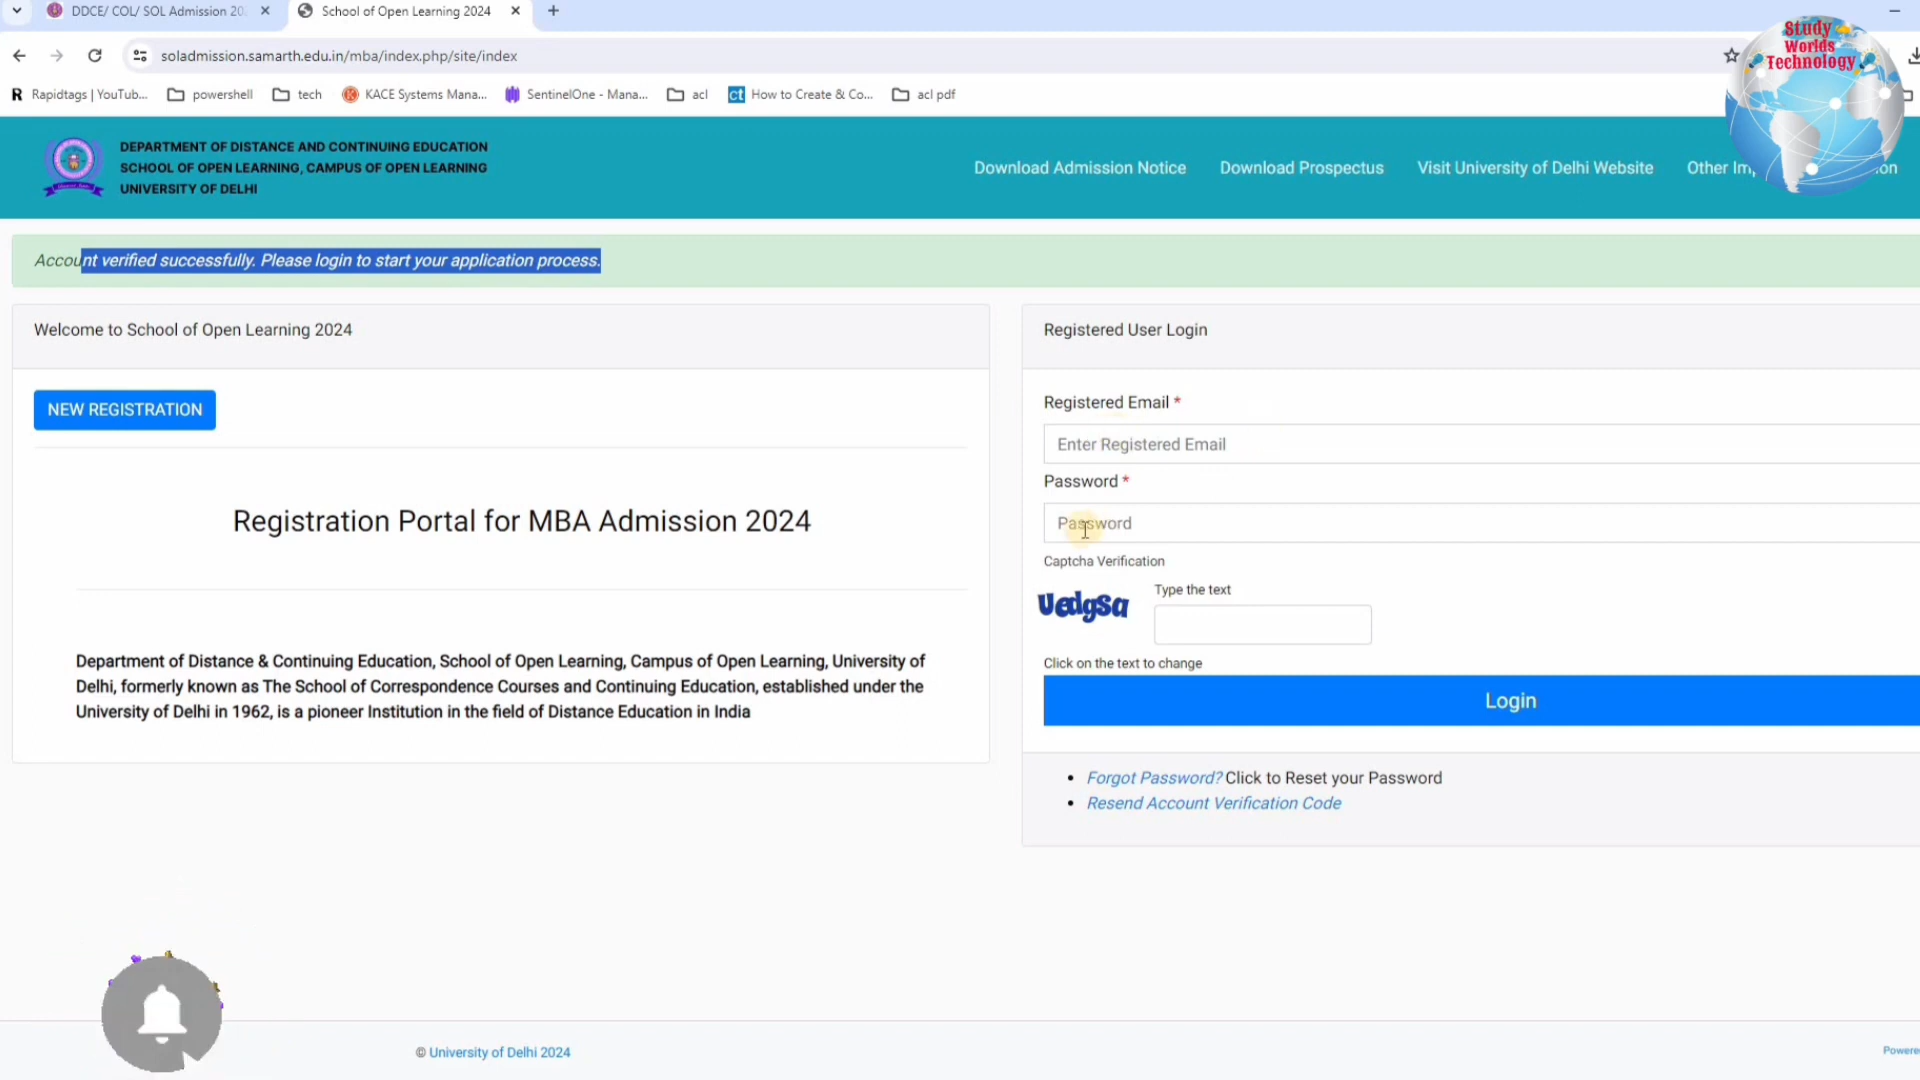 DDCE/ COL/ SOL Admission 20
School of Open Learning 2024
soladmission.samarth.edu.in/mba/index.php/site/index
Rapidtags | YouTub...
powershell
tech
KACE Systems Mana...
SentinelOne - Mana...
acl
How to Create & Co...
acl pdf
Study
Worlds
Technology
DEPARTMENT OF DISTANCE AND CONTINUING EDUCATION
SCHOOL OF OPEN LEARNING, CAMPUS OF OPEN LEARNING
UNIVERSITY OF DELHI
Download Admission Notice
Download Prospectus
Visit University of Delhi Website
Other
Account verified successfully. Please login to start your application process.
Welcome to School of Open Learning 2024
NEW REGISTRATION
Registration Portal for MBA Admission 2024
Department of Distance & Continuing Education, School of Open Learning, Campus of Open Learning, University of
Delhi, formerly known as The School of Correspondence Courses and Continuing Education, established under the
University of Delhi in 1962, is a pioneer Institution in the field of Distance Education in India
Registered User Login
Registered Email *
Enter Registered Email
Password *
Password
Captcha Verification
Uedgsa
Type the text
Click on the text to change
Login
Forgot Password? Click to Reset your Password
Resend Account Verification Code
© University of Delhi 2024